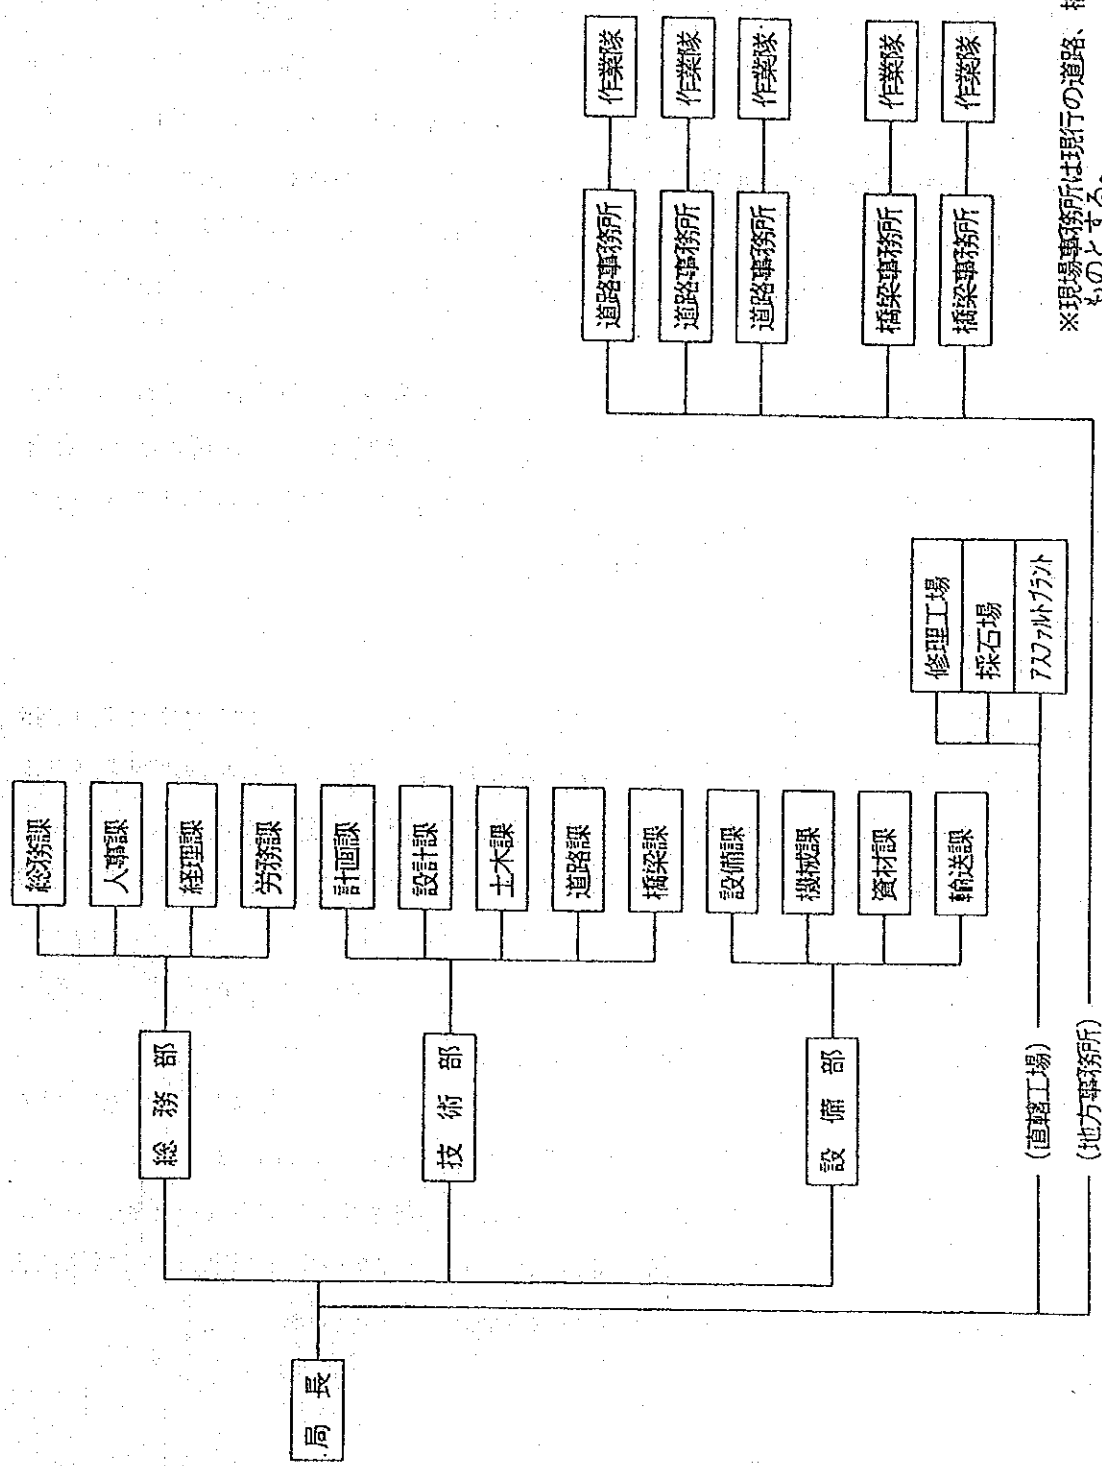 局長
総務部
総務課
人事課
経理課
労務課
技術部
計画課
設計課
土木課
道路課
橋梁課
設備部
設備課
機械課
資材課
輸送課
(直轄工場)
修理工場
採石場
アスファルトプラント
(地方事務所)
道路事務所
作業隊
道路事務所
作業隊
道路事務所
作業隊
橋梁事務所
作業隊
橋梁事務所
作業隊
※現場事務所は現行の道路、
ものとする。